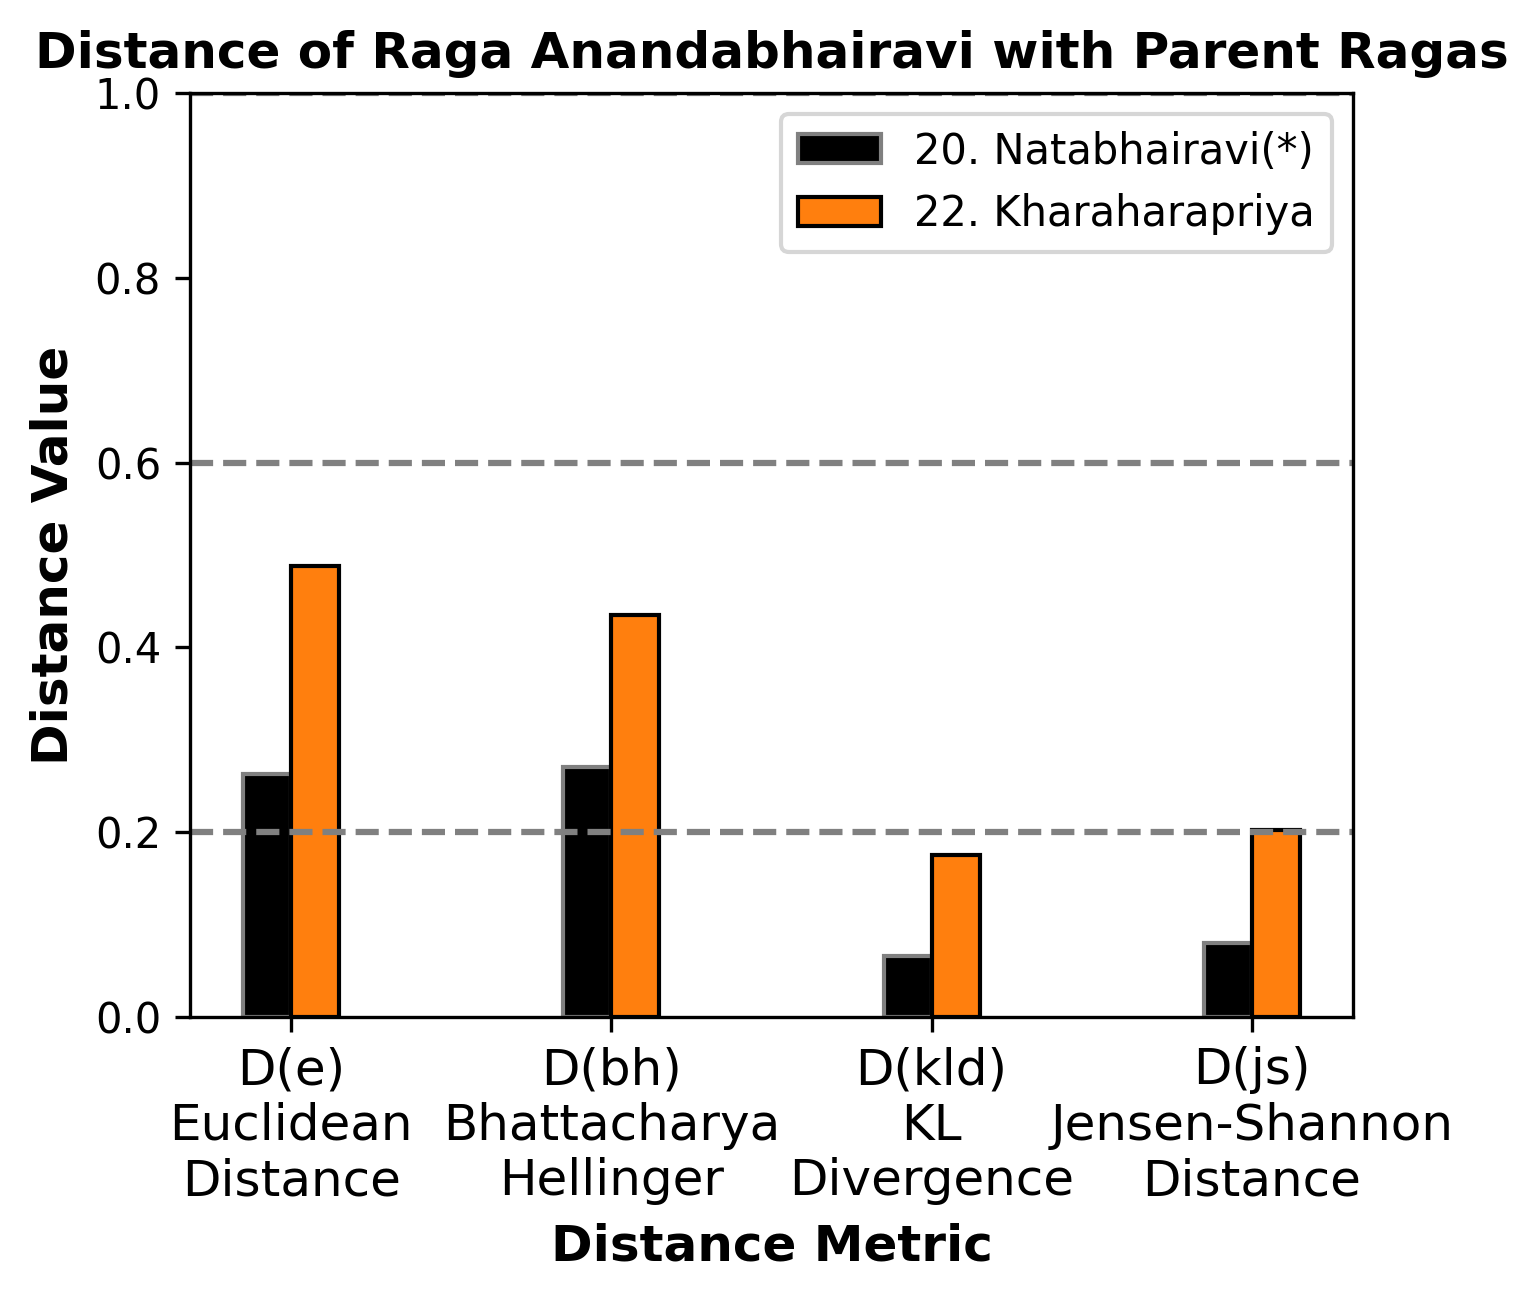 Distance of Raga Anandabhairavi with Parent Ragas
20. Natabhairavi(*)
22. Kharaharapriya
Distance Value
1.0
0.8
0.6
0.4
0.2
0.0
D(e)
Euclidean
Distance
D(bh)
Bhattacharya
Hellinger
D(kld)
KL
Divergence
D(js)
Jensen-Shannon
Distance
Distance Metric